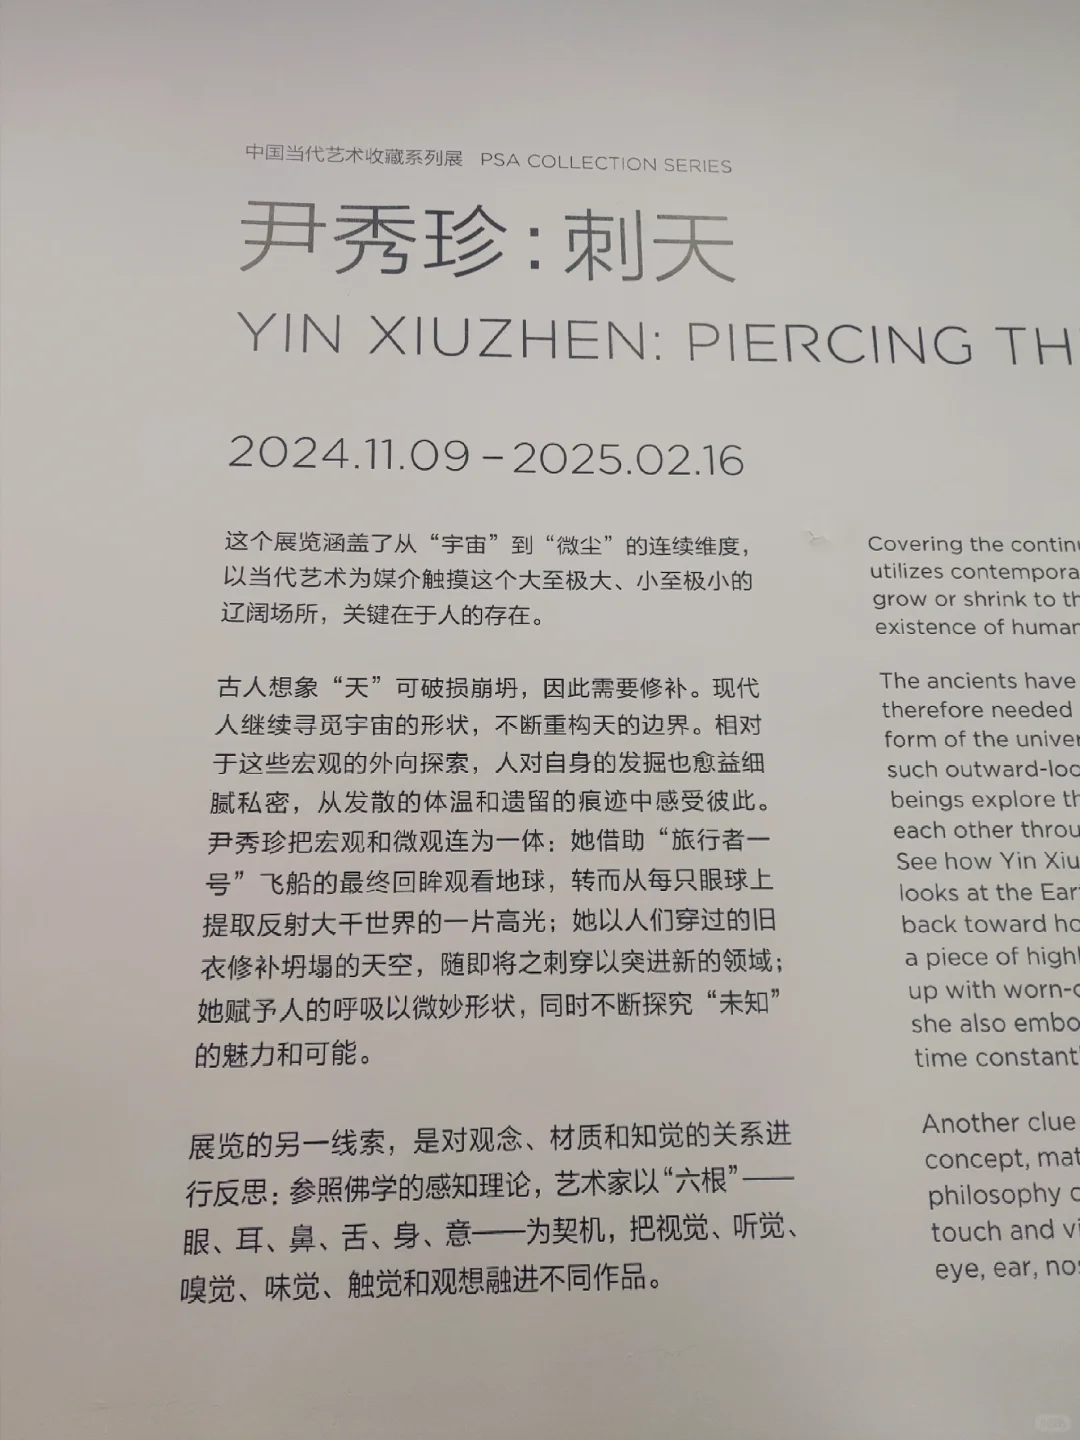 中国当代艺术收藏系列展 PSA COLLECTION SERIES
尹秀珍：刺天
YIN XIUZHEN: PIERCING TH
2024.11.09 – 2025.02.16
这个展览涵盖了从“宇宙”到“微尘”的连续维度，
以当代艺术为媒介触摸这个大至极大、小至极小的
辽阔场所，关键在于人的存在。
古人想象“天”可破损崩坍，因此需要修补。现代
人继续寻觅宇宙的形状，不断重构天的边界。相对
于这些宏观的外向探索，人对自身的发掘也愈益细
腻私密，从发散的体温和遗留的痕迹中感受彼此。
尹秀珍把宏观和微观连为一体：她借助“旅行者一
号”飞船的最终回眸观看地球，转而从每只眼球上
提取反射大千世界的一片高光；她以人们穿过的旧
衣修补坍塌的天空，随即将之刺穿以突进新的领域；
她赋予人的呼吸以微妙形状，同时不断探究“未知”
的魅力和可能。
展览的另一线索，是对观念、材质和知觉的关系进
行反思：参照佛学的感知理论，艺术家以“六根”——
眼、耳、鼻、舌、身、意——为契机，把视觉、听觉、
嗅觉、味觉、触觉和观想融进不同作品。
Covering the continu
utilizes contempora
grow or shrink to th
existence of human
The ancients have
therefore needed
form of the univer
such outward-loo
beings explore th
each other throu
See how Yin Xiu
looks at the Ear
back toward ho
a piece of highl
up with worn-o
she also embo
time constantl
Another clue
concept, mat
philosophy o
touch and vi
eye, ear, nos